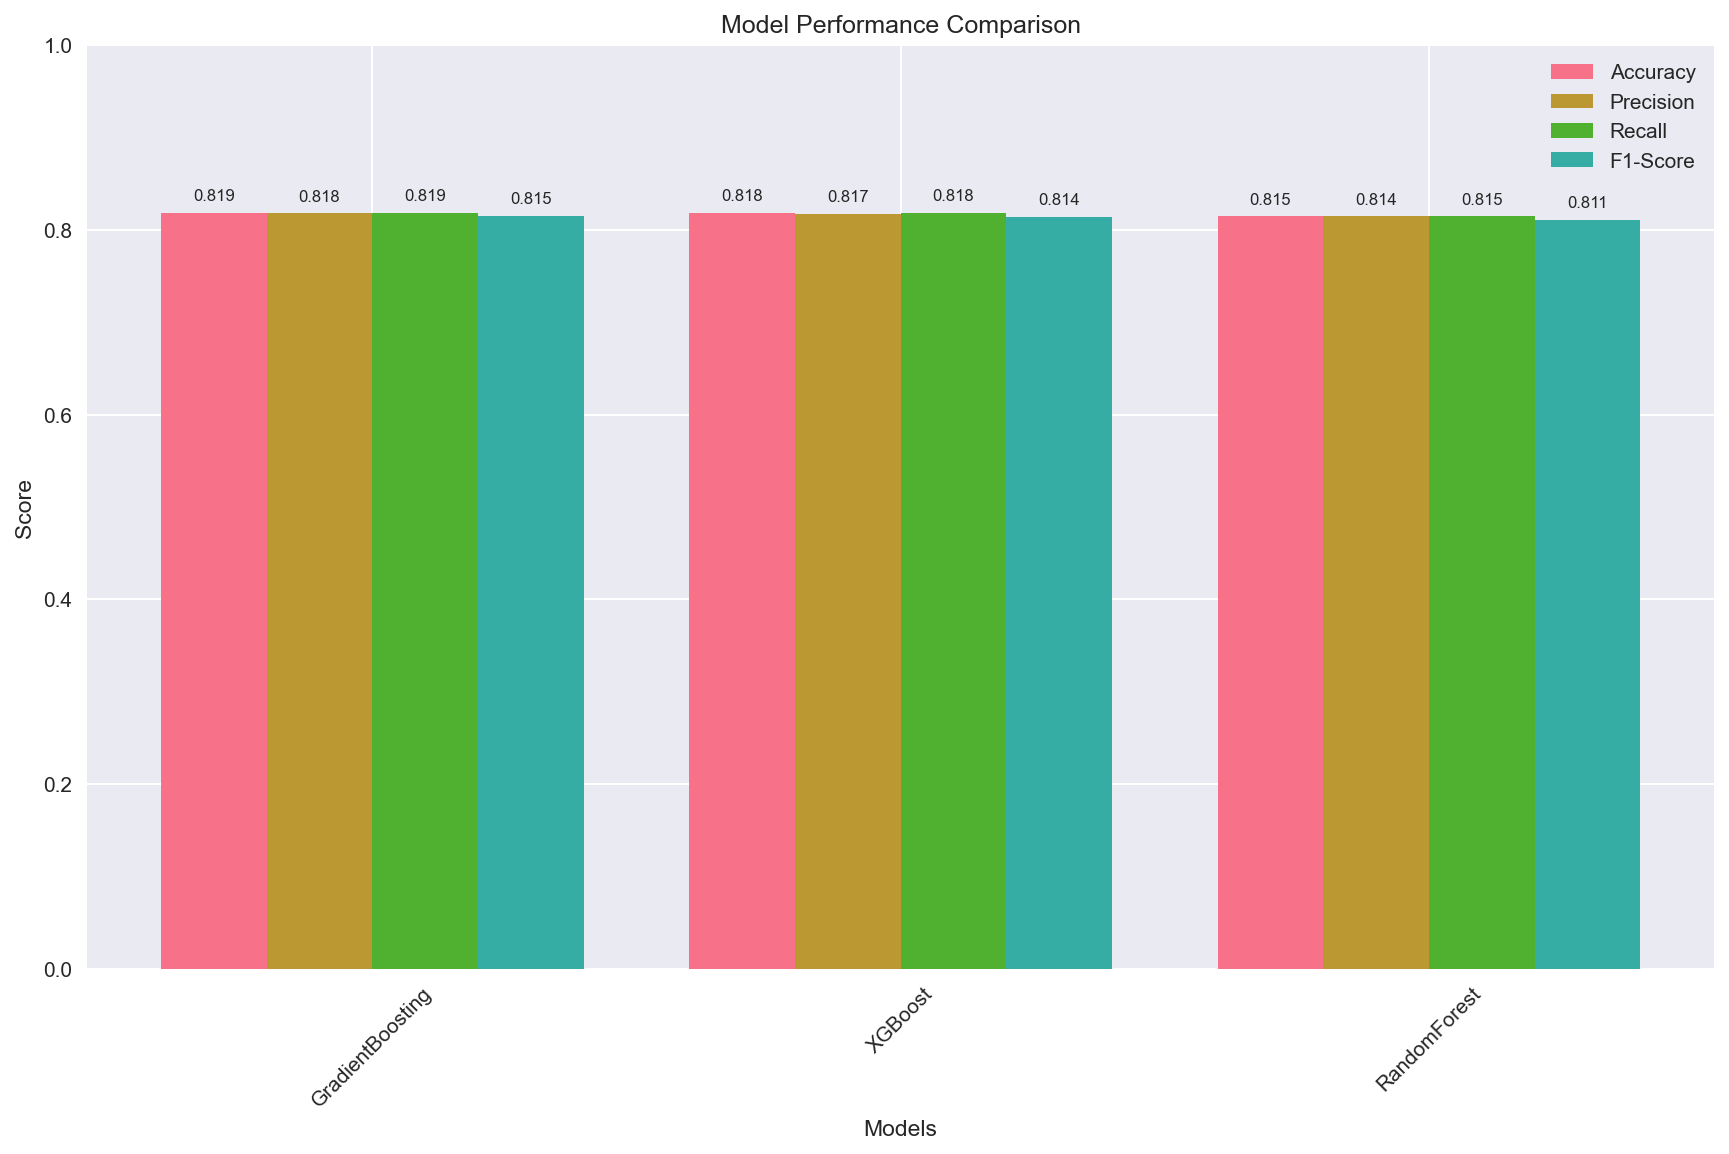 Model Performance Comparison
1.0
0.8
0.6
0.4
0.2
0.0
Score
Accuracy
Precision
Recall
F1-Score
0.819 0.818 0.819 0.815
0.818 0.817 0.818 0.814
0.815 0.814 0.815 0.811
GradientBoosting
XGBoost
RandomForest
Models